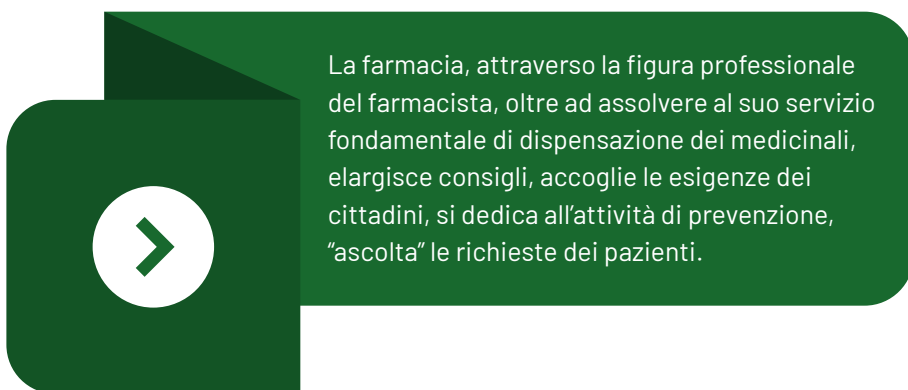 La farmacia, attraverso la figura professionale
del farmacista, oltre ad assolvere al suo servizio
fondamentale di dispensazione dei medicinali,
elargisce consigli, accoglie le esigenze dei
cittadini, si dedica all’attività di prevenzione,
“ascolta” le richieste dei pazienti.